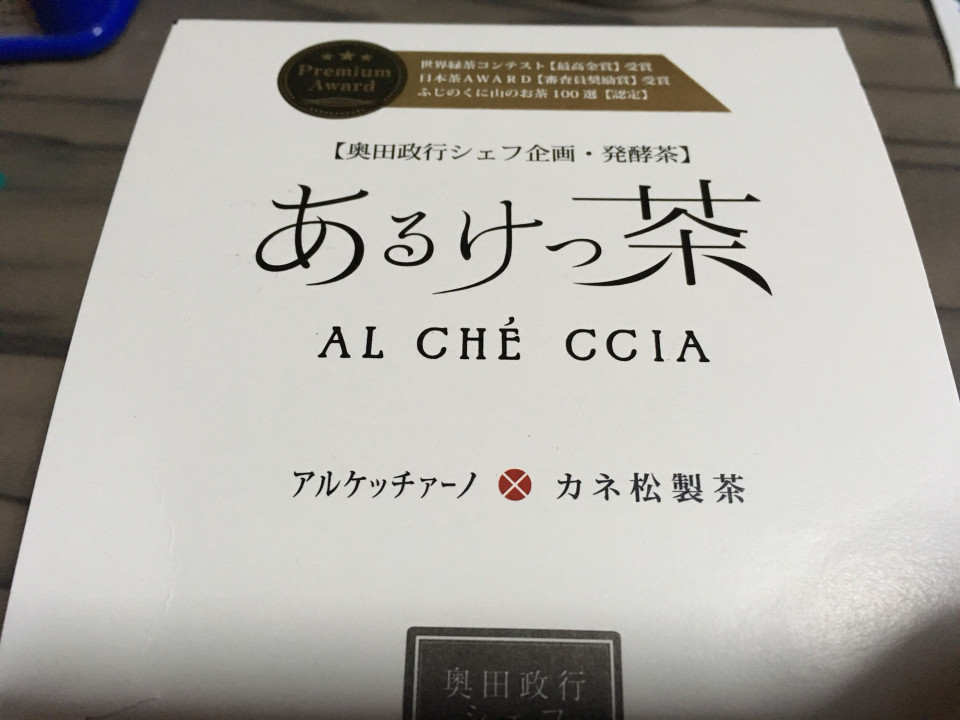 Premium
Award
世界緑茶コンテスト【最高金賞】受賞
日本茶AWARD【審査員奨励賞】受賞
ふじのくに山のお茶100選【認定】
【奥田政行シェフ企画・発酵茶】
あるけっ茶
AL CHÉ CCIA
アルケッチァーノ
カネ松製茶
奥田政行
シェフ